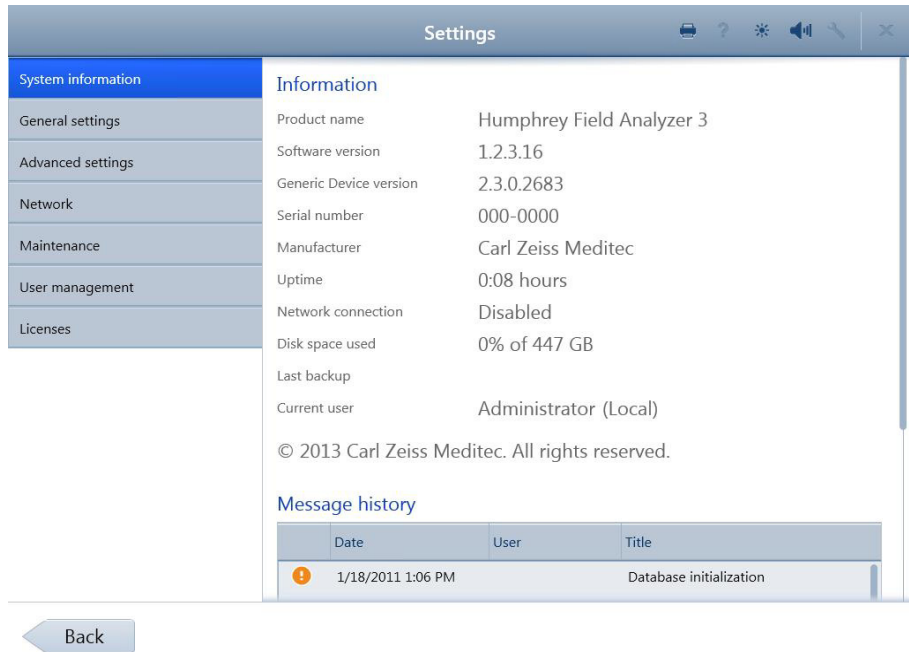 Settings
System information
General settings
Advanced settings
Network
Maintenance
User management
Licenses
Information
Product name Humphrey Field Analyzer 3
Software version 1.2.3.16
Generic Device version 2.3.0.2683
Serial number 000-0000
Manufacturer Carl Zeiss Meditec
Uptime 0:08 hours
Network connection Disabled
Disk space used 0% of 447 GB
Last backup
Current user Administrator (Local)
© 2013 Carl Zeiss Meditec. All rights reserved.
Message history
Date User Title
1/18/2011 1:06 PM Database initialization
Back